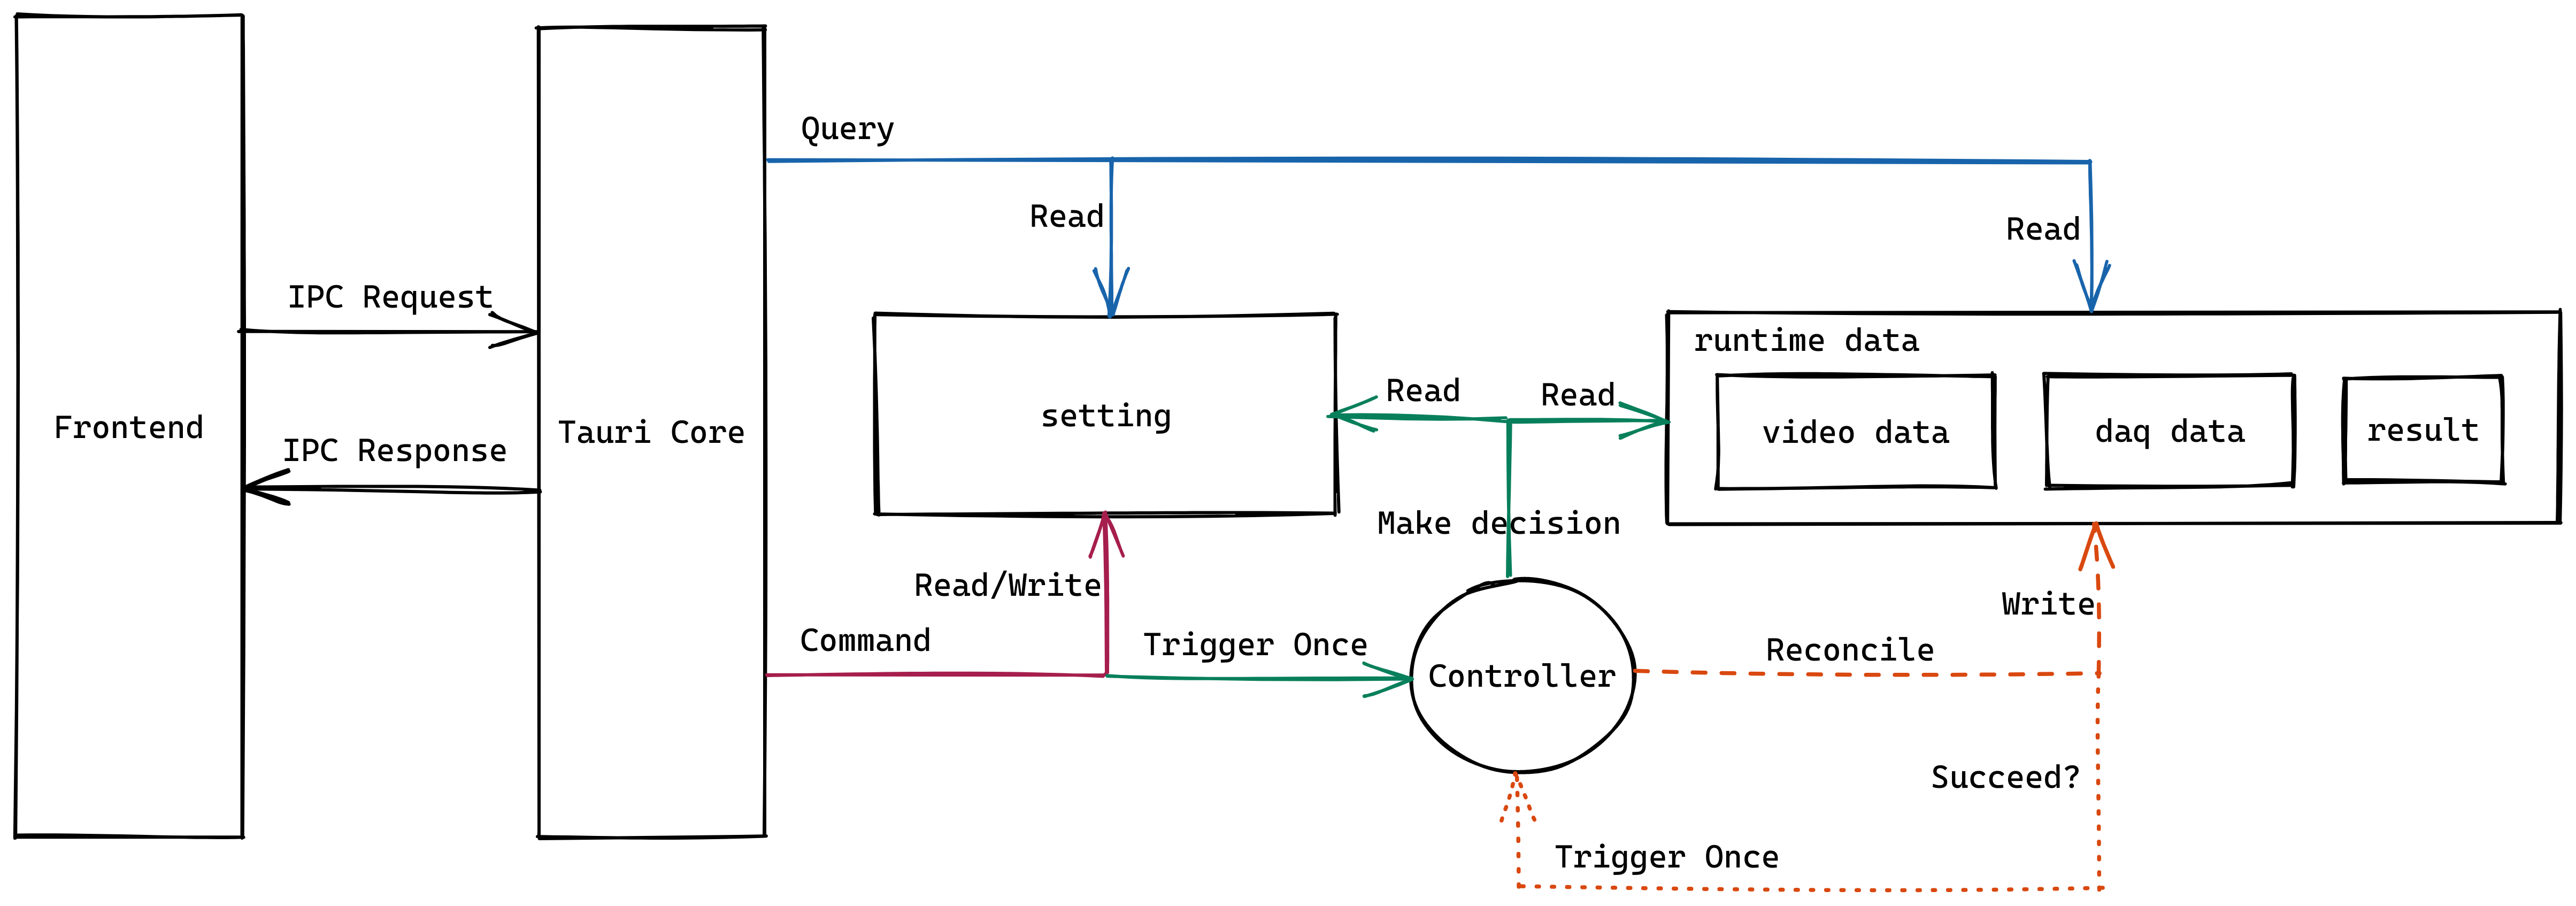 Query
Read
Read
IPC Request
runtime data
Read
Read
Frontend
Tauri Core
setting
video data
daq data
result
IPC Response
Make decision
Read/Write
Write
Command
Trigger Once
Controller
Reconcile
Succeed?
Trigger Once